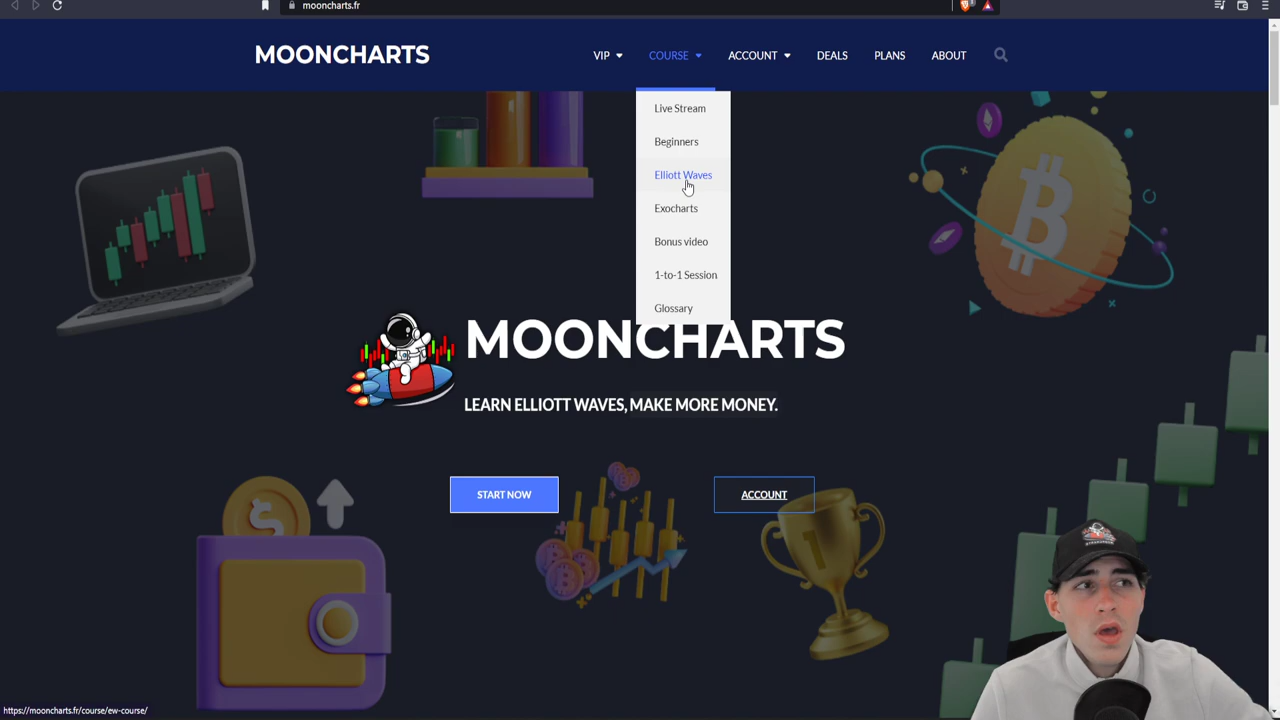 mooncharts.fr
MOONCHARTS
VIP
COURSE
ACCOUNT
DEALS
PLANS
ABOUT
Live Stream
Beginners
Elliott Waves
Exocharts
Bonus video
1-to-1 Session
Glossary
MOONCHARTS
LEARN ELLIOTT WAVES, MAKE MORE MONEY.
START NOW
ACCOUNT
1
https://mooncharts.fr/course/ew-course/